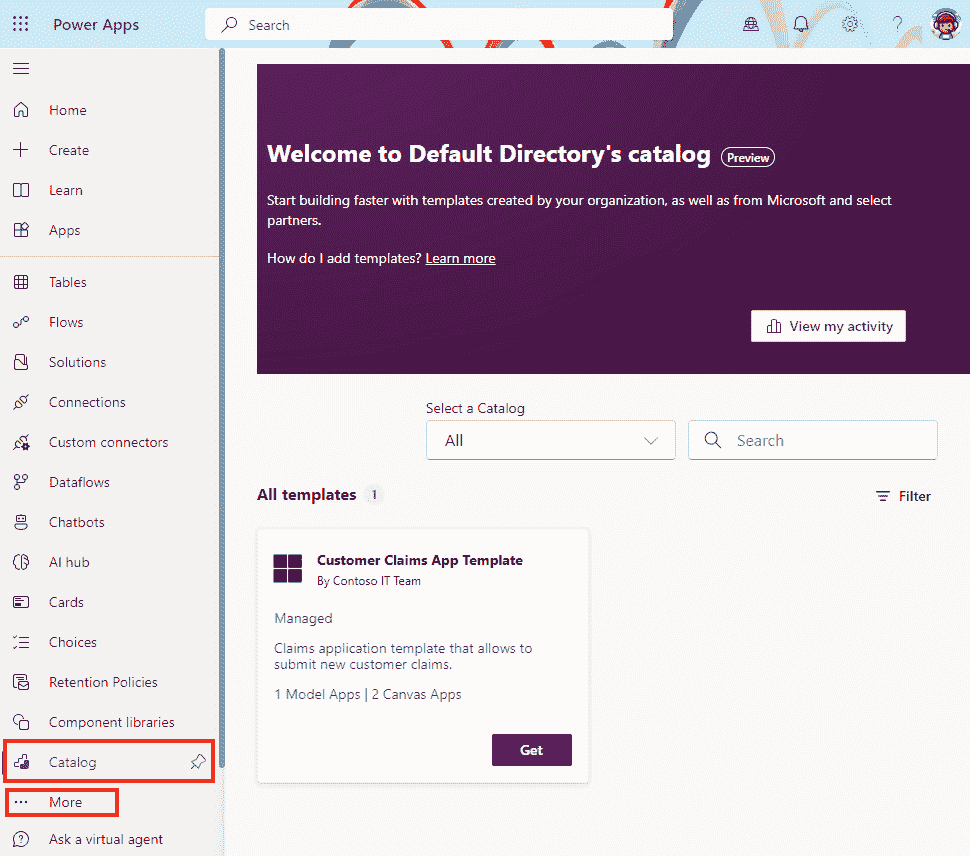 Power Apps
Search
Home
Create
Learn
Apps
Tables
Flows
Solutions
Connections
Custom connectors
Dataflows
Chatbots
AI hub
Cards
Choices
Retention Policies
Component libraries
Catalog
More
Ask a virtual agent
Welcome to Default Directory's catalog Preview
Start building faster with templates created by your organization, as well as from Microsoft and select
partners.
How do I add templates? Learn more
View my activity
Select a Catalog
All
Search
All templates 1
Filter
Customer Claims App Template
By Contoso IT Team
Managed
Claims application template that allows to
submit new customer claims.
1 Model Apps | 2 Canvas Apps
Get